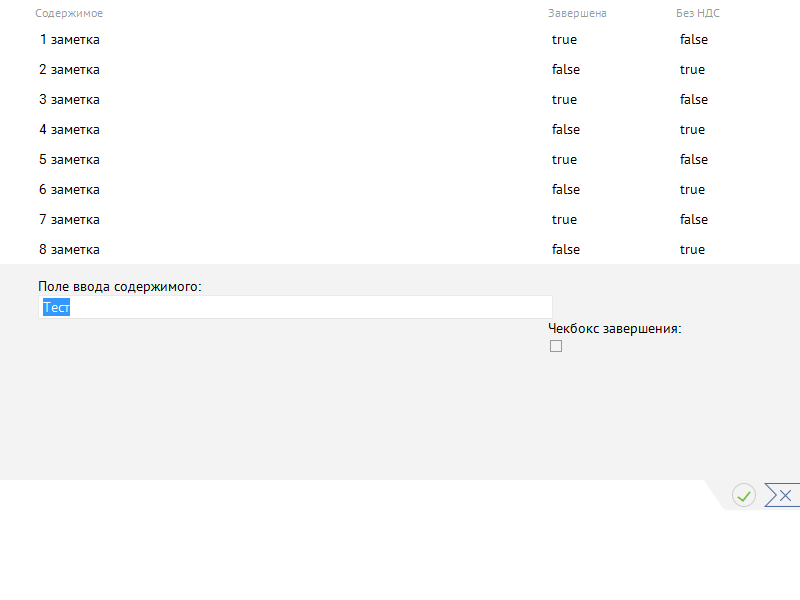 Содержимое Завершена Без НДС
1 заметка true false
2 заметка false true
3 заметка true false
4 заметка false true
5 заметка true false
6 заметка false true
7 заметка true false
8 заметка false true
Поле ввода содержимого:
Тест
Чекбокс завершения: